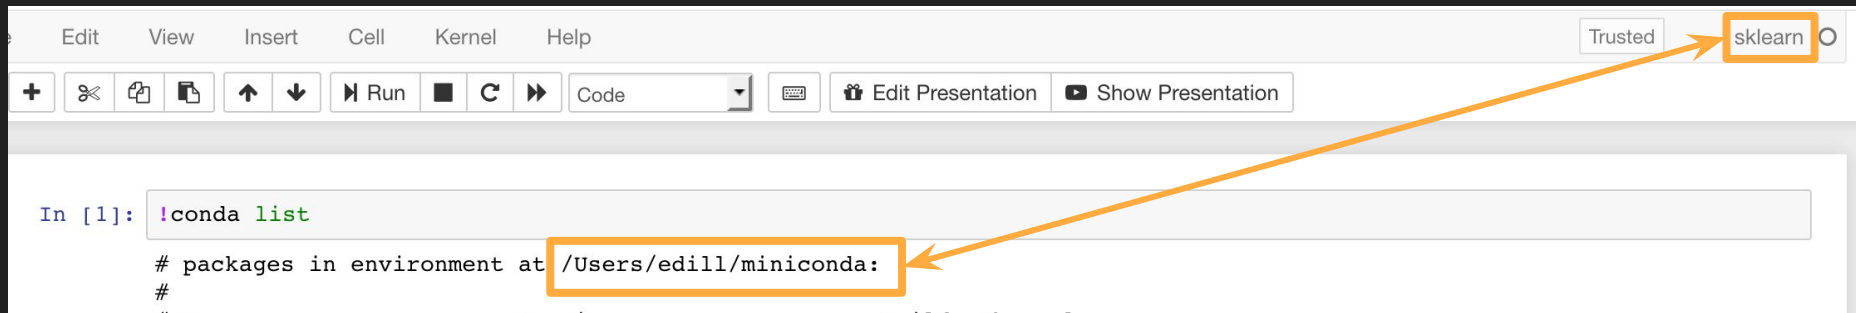 Edit View Insert Cell Kernel Help Trusted sklearn
Run Code Edit Presentation Show Presentation
In [1]: !conda list
# packages in environment at /Users/edill/miniconda:
#